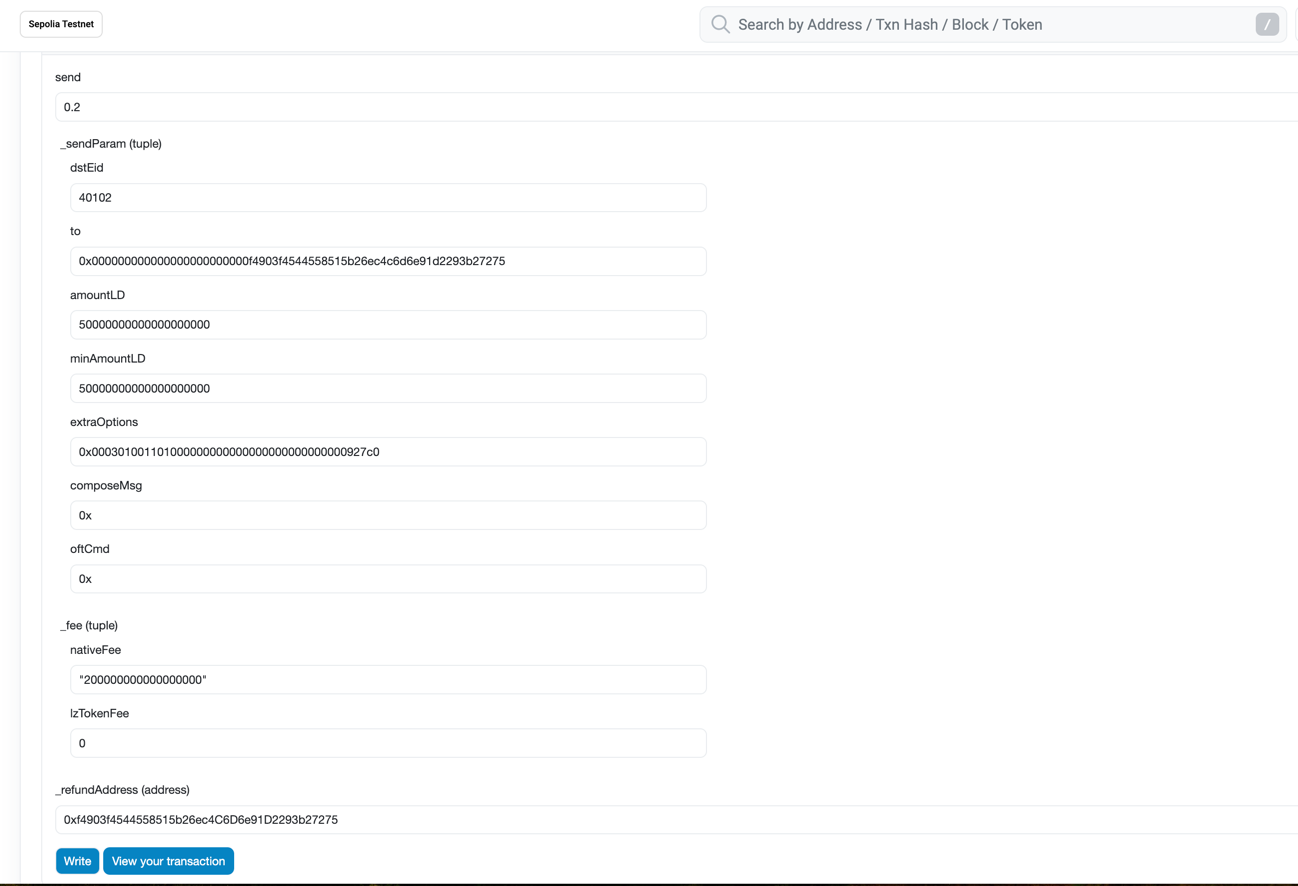 Sepolia Testnet
Search by Address / Txn Hash / Block / Token
/
send
0.2
_sendParam (tuple)
dstEid
40102
to
0x000000000000000000000000f4903f4544558515b26ec4c6d6e91d2293b27275
amountLD
50000000000000000000
minAmountLD
50000000000000000000
extraOptions
0x000301001101000000000000000000000000000927c0
composeMsg
0x
oftCmd
0x
_fee (tuple)
nativeFee
"200000000000000000"
lzTokenFee
0
_refundAddress (address)
0xf4903f4544558515b26ec4C6D6e91D2293b27275
Write
View your transaction